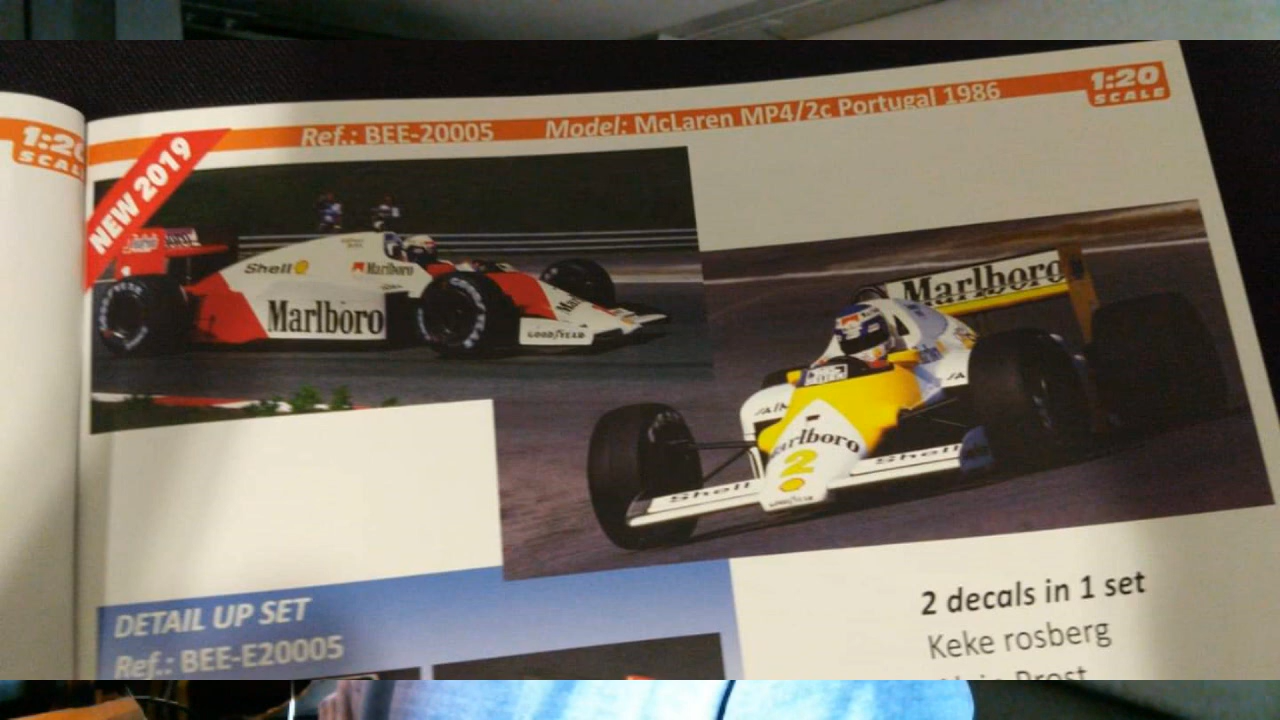 1:20
SCAL
Ref.: BEE-20005 Model: McLaren MP4/2c Portugal 1986
1:20
SCALE
NEW 2019
Shell
Marlboro
Marlboro
GOODYEAR
Marlboro
Marlboro
2
Shell
Shell
2 decals in 1 set
Keke rosberg
Prost
DETAIL UP SET
Ref.: BEE-E20005